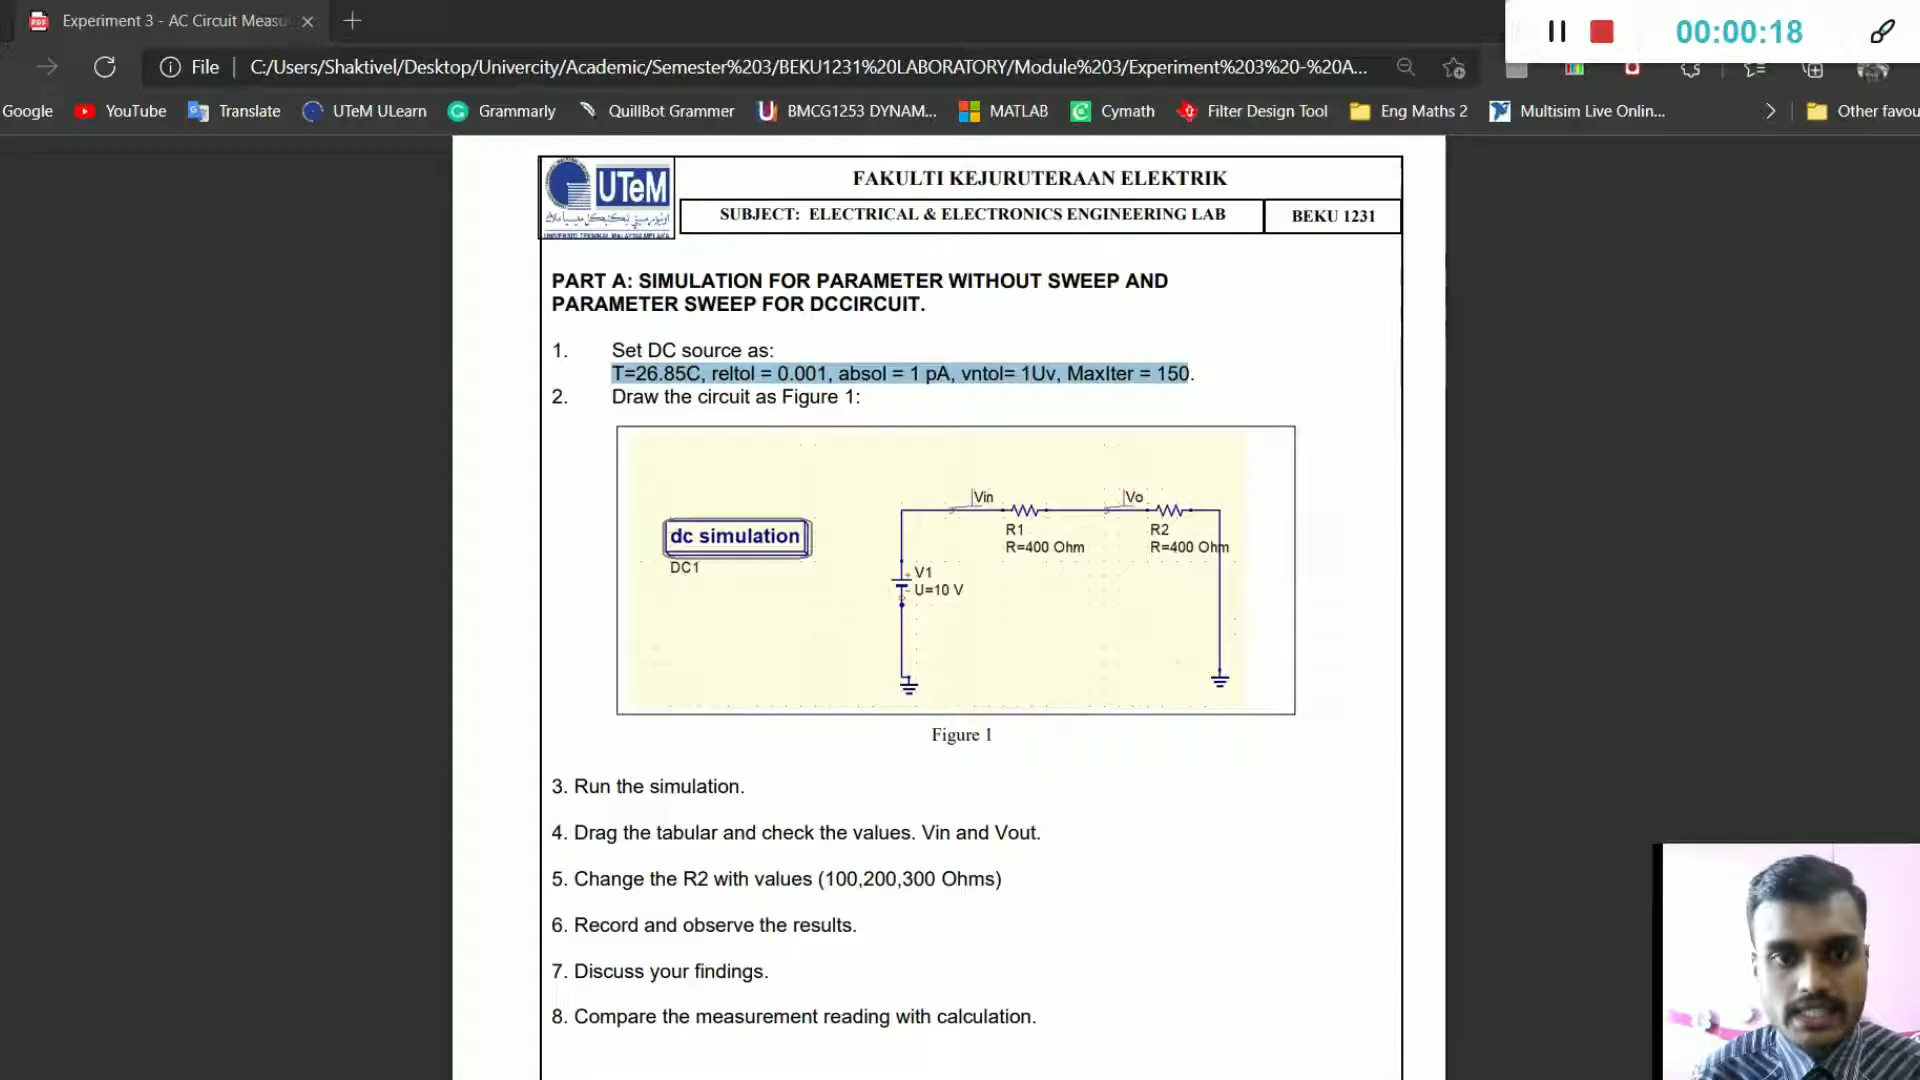 Experiment 3 - AC Circuit Measu
00:00:18
File
C:/Users/Shaktivel/Desktop/Univercity/Academic/Semester%203/BEKU1231%20LABORATORY/Module%203/Experiment%203%20-%20A...
Google
YouTube
Translate
UTeM ULearn
Grammarly
QuillBot Grammer
BMCG1253 DYNAM...
MATLAB
Cymath
Filter Design Tool
Eng Maths 2
Multisim Live Onlin...
Other favou
UTeM
UNIVERSITI TEKNIKAL MALAYSIA MELAKA
FAKULTI KEJURUTERAAN ELEKTRIK
SUBJECT: ELECTRICAL & ELECTRONICS ENGINEERING LAB
BEKU 1231
PART A: SIMULATION FOR PARAMETER WITHOUT SWEEP AND
PARAMETER SWEEP FOR DCCIRCUIT.
1. Set DC source as:
T=26.85C, reltol = 0.001, absol = 1 pA, vntol= 1Uv, MaxIter = 150.
2. Draw the circuit as Figure 1:
dc simulation
DC1
Vin
Vo
R1
R=400 Ohm
R2
R=400 Ohm
V1
U=10 V
Figure 1
3. Run the simulation.
4. Drag the tabular and check the values. Vin and Vout.
5. Change the R2 with values (100,200,300 Ohms)
6. Record and observe the results.
7. Discuss your findings.
8. Compare the measurement reading with calculation.